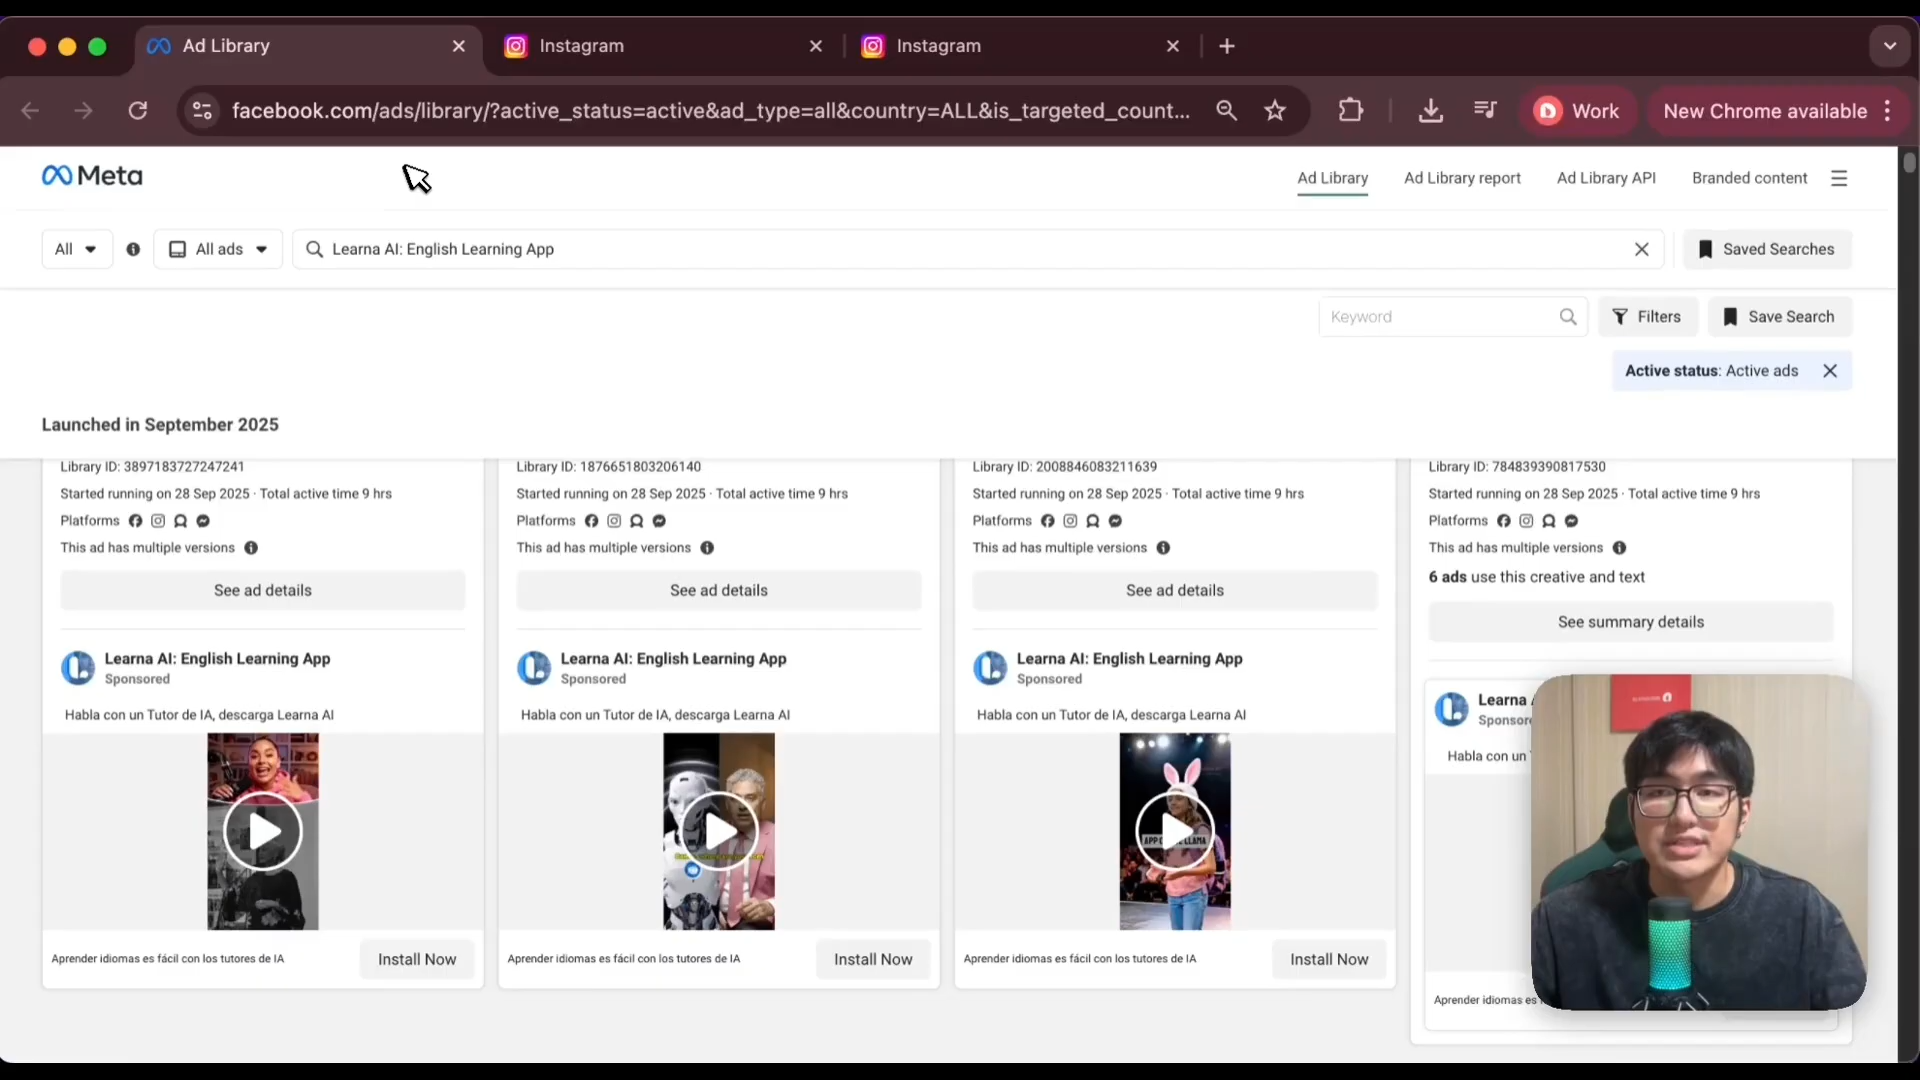 Ad Library
Instagram
Instagram
facebook.com/ads/library/?active_status=active&ad_type=all&country=ALL&is_targeted_count...
Work
New Chrome available
Meta
Ad Library
Ad Library report
Ad Library API
Branded content
All
All ads
Learna AI: English Learning App
Saved Searches
Keyword
Filters
Save Search
Active status: Active ads
Launched in September 2025
Library ID: 3897183727247241
Started running on 28 Sep 2025 · Total active time 9 hrs
Platforms
This ad has multiple versions
See ad details
Learna AI: English Learning App
Sponsored
Habla con un Tutor de IA, descarga Learna AI
Aprender idiomas es fácil con los tutores de IA
Install Now
Library ID: 1876651803206140
Started running on 28 Sep 2025 · Total active time 9 hrs
Platforms
This ad has multiple versions
See ad details
Learna AI: English Learning App
Sponsored
Habla con un Tutor de IA, descarga Learna AI
Aprender idiomas es fácil con los tutores de IA
Install Now
Library ID: 2008846083211639
Started running on 28 Sep 2025 · Total active time 9 hrs
Platforms
This ad has multiple versions
See ad details
Learna AI: English Learning App
Sponsored
Habla con un Tutor de IA, descarga Learna AI
Aprender idiomas es fácil con los tutores de IA
Install Now
Library ID: 784839390817530
Started running on 28 Sep 2025 · Total active time 9 hrs
Platforms
This ad has multiple versions
6 ads use this creative and text
See summary details
Learna
Sponsore
Habla con un
Aprender idiomas es